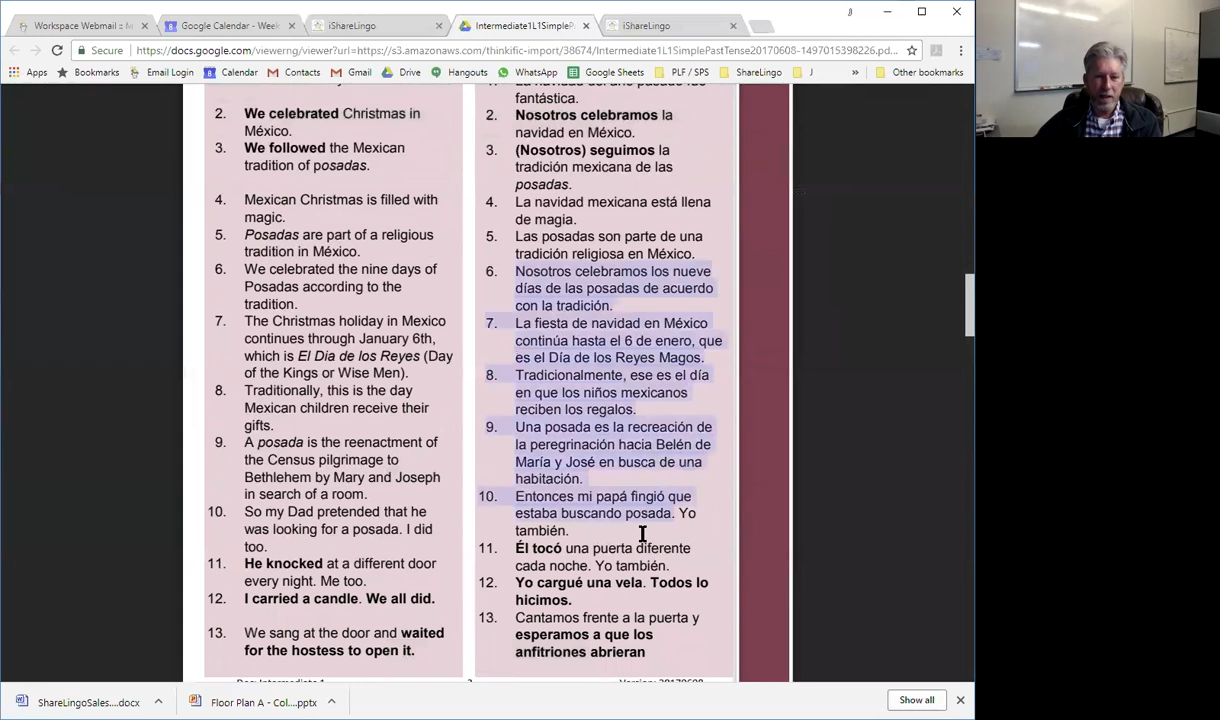 Workspace Webmail :: M
Google Calendar - Week
iShareLingo
Intermediate1L1SimpleP
iShareLingo
Secure
https://docs.google.com/viewerng/viewer?url=https://s3.amazonaws.com/thinkific-import/38674/Intermediate1L1SimplePastTense20170608-1497015398226.pd...
Apps
Bookmarks
Email Login
Calendar
Contacts
Gmail
Drive
Hangouts
WhatsApp
Google Sheets
PLF / SPS
ShareLingo
J
»
Other bookmarks
2. We celebrated Christmas in
México.
3. We followed the Mexican
tradition of posadas.
4. Mexican Christmas is filled with
magic.
5. Posadas are part of a religious
tradition in México.
6. We celebrated the nine days of
Posadas according to the
tradition.
7. The Christmas holiday in Mexico
continues through January 6th,
which is El Dia de los Reyes (Day
of the Kings or Wise Men).
8. Traditionally, this is the day
Mexican children receive their
gifts.
9. A posada is the reenactment of
the Census pilgrimage to
Bethlehem by Mary and Joseph
in search of a room.
10. So my Dad pretended that he
was looking for a posada. I did
too.
11. He knocked at a different door
every night. Me too.
12. I carried a candle. We all did.
13. We sang at the door and waited
for the hostess to open it.
fantástica.
2. Nosotros celebramos la
navidad en México.
3. (Nosotros) seguimos la
tradición mexicana de las
posadas.
4. La navidad mexicana está llena
de magia.
5. Las posadas son parte de una
tradición religiosa en México.
6. Nosotros celebramos los nueve
días de las posadas de acuerdo
con la tradición.
7. La fiesta de navidad en México
continúa hasta el 6 de enero, que
es el Día de los Reyes Magos.
8. Tradicionalmente, ese es el día
en que los niños mexicanos
reciben los regalos.
9. Una posada es la recreación de
la peregrinación hacia Belén de
María y José en busca de una
habitación.
10. Entonces mi papá fingió que
estaba buscando posada. Yo
también.
11. Él tocó una puerta diferente
cada noche. Yo también.
12. Yo cargué una vela. Todos lo
hicimos.
13. Cantamos frente a la puerta y
esperamos a que los
anfitriones abrieran
ShareLingoSales....docx
Floor Plan A - Col....pptx
Show all